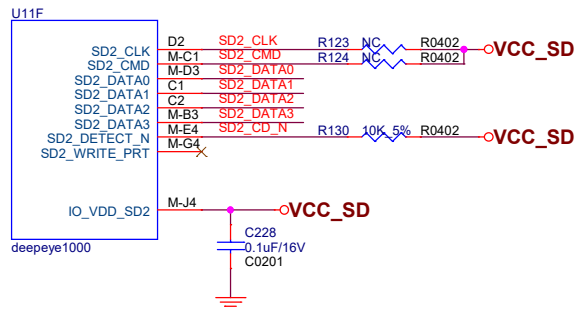 U11F
SD2_CLK D2 SD2_CLK R123 NC R0402 VCC_SD
SD2_CMD M-C1 SD2_CMD R124 NC R0402
SD2_DATA0 M-D3 SD2_DATA0
SD2_DATA1 C1 SD2_DATA1
SD2_DATA2 C2 SD2_DATA2
SD2_DATA3 M-B3 SD2_DATA3
SD2_DETECT_N M-E4 SD2_CD_N R130 10K_5% R0402 VCC_SD
SD2_WRITE_PRT M-G4
IO_VDD_SD2 M-J4 VCC_SD
C228
0.1uF/16V
C0201
deepeye1000